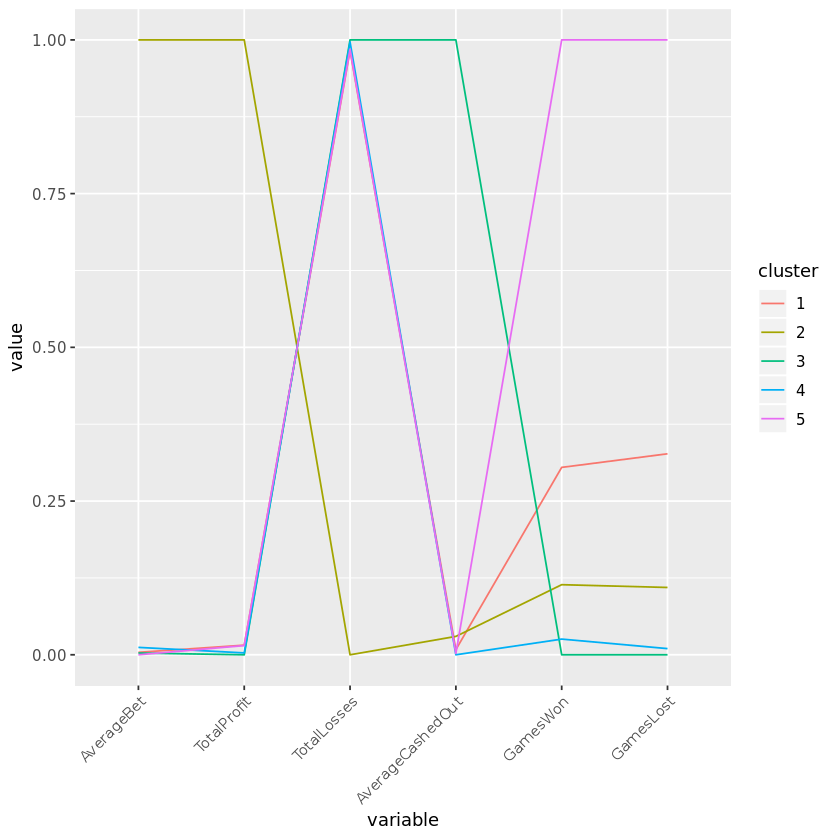 1.00
0.75
0.50
0.25
0.00
value
AverageBet
TotalProfit
TotalLosses
AverageCashedOut
GamesWon
GamesLost
variable
cluster
1
2
3
4
5